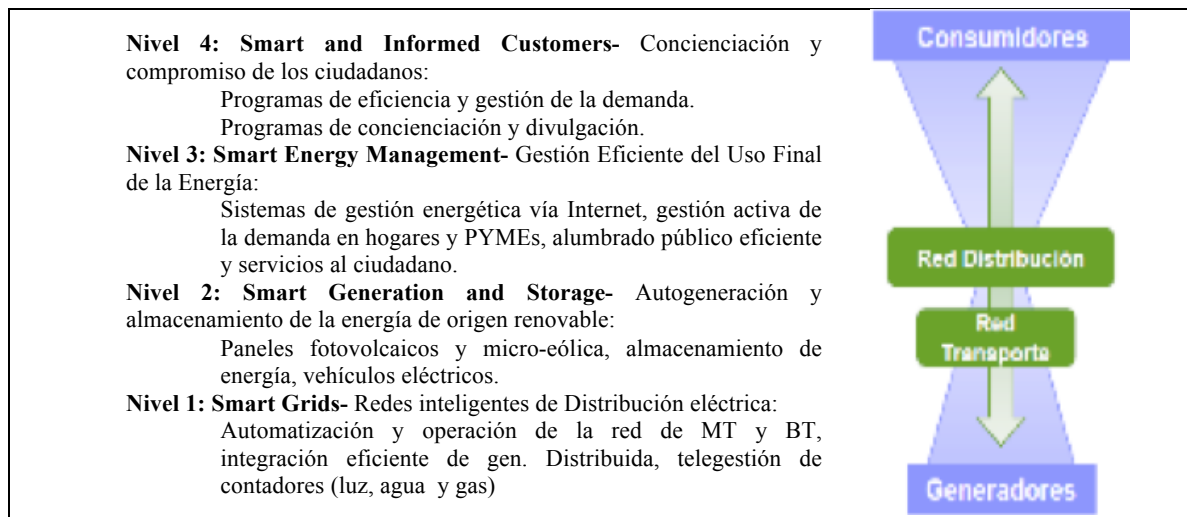 Nivel 4: Smart and Informed Customers- Concienciación y
compromiso de los ciudadanos:
Programas de eficiencia y gestión de la demanda.
Programas de concienciación y divulgación.
Nivel 3: Smart Energy Management- Gestión Eficiente del Uso Final
de la Energía:
Sistemas de gestión energética vía Internet, gestión activa de
la demanda en hogares y PYMEs, alumbrado público eficiente
y servicios al ciudadano.
Nivel 2: Smart Generation and Storage- Autogeneración y
almacenamiento de la energía de origen renovable:
Paneles fotovolcaicos y micro-eólica, almacenamiento de
energía, vehículos eléctricos.
Nivel 1: Smart Grids- Redes inteligentes de Distribución eléctrica:
Automatización y operación de la red de MT y BT,
integración eficiente de gen. Distribuida, telegestión de
contadores (luz, agua y gas)
Consumidores
Red Distribución
Red
Transporte
Generadores